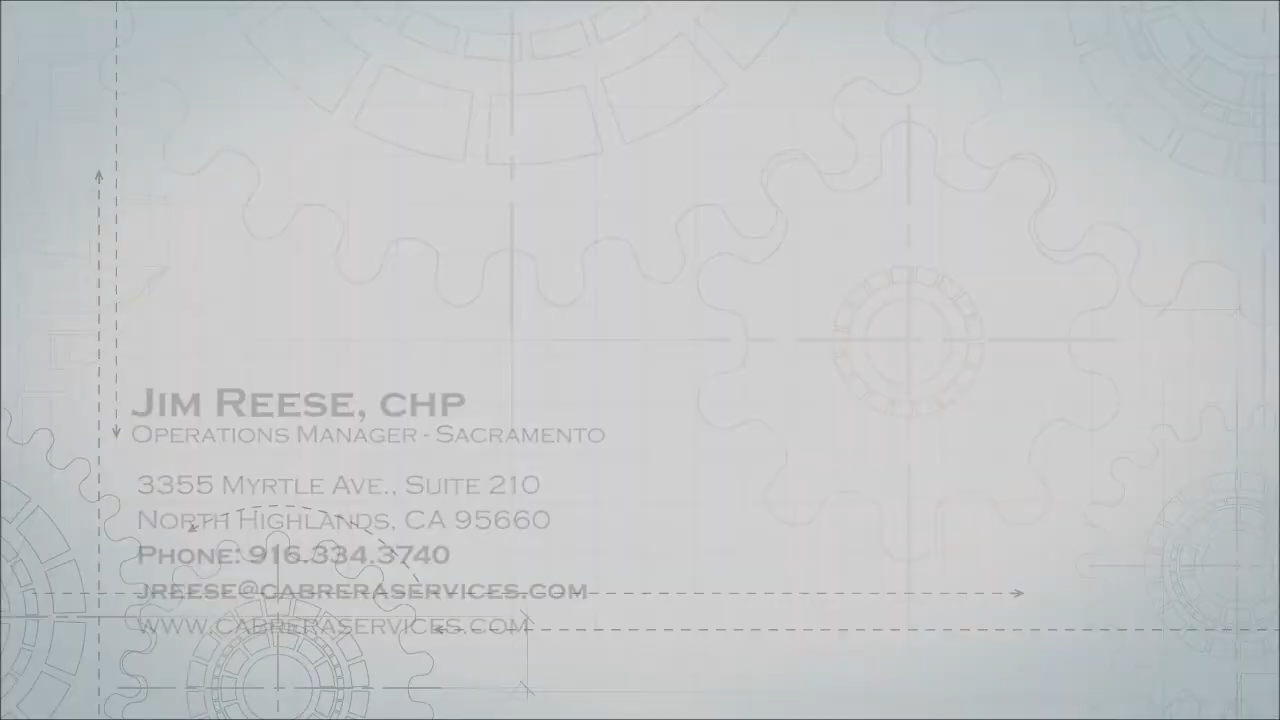 Jim Reese, CHP
Operations Manager - Sacramento
3355 Myrtle Ave., Suite 210
North Highlands, CA 95660
Phone: 916.334.3740
jreese@cabreraservices.com
www.cabreraservices.com